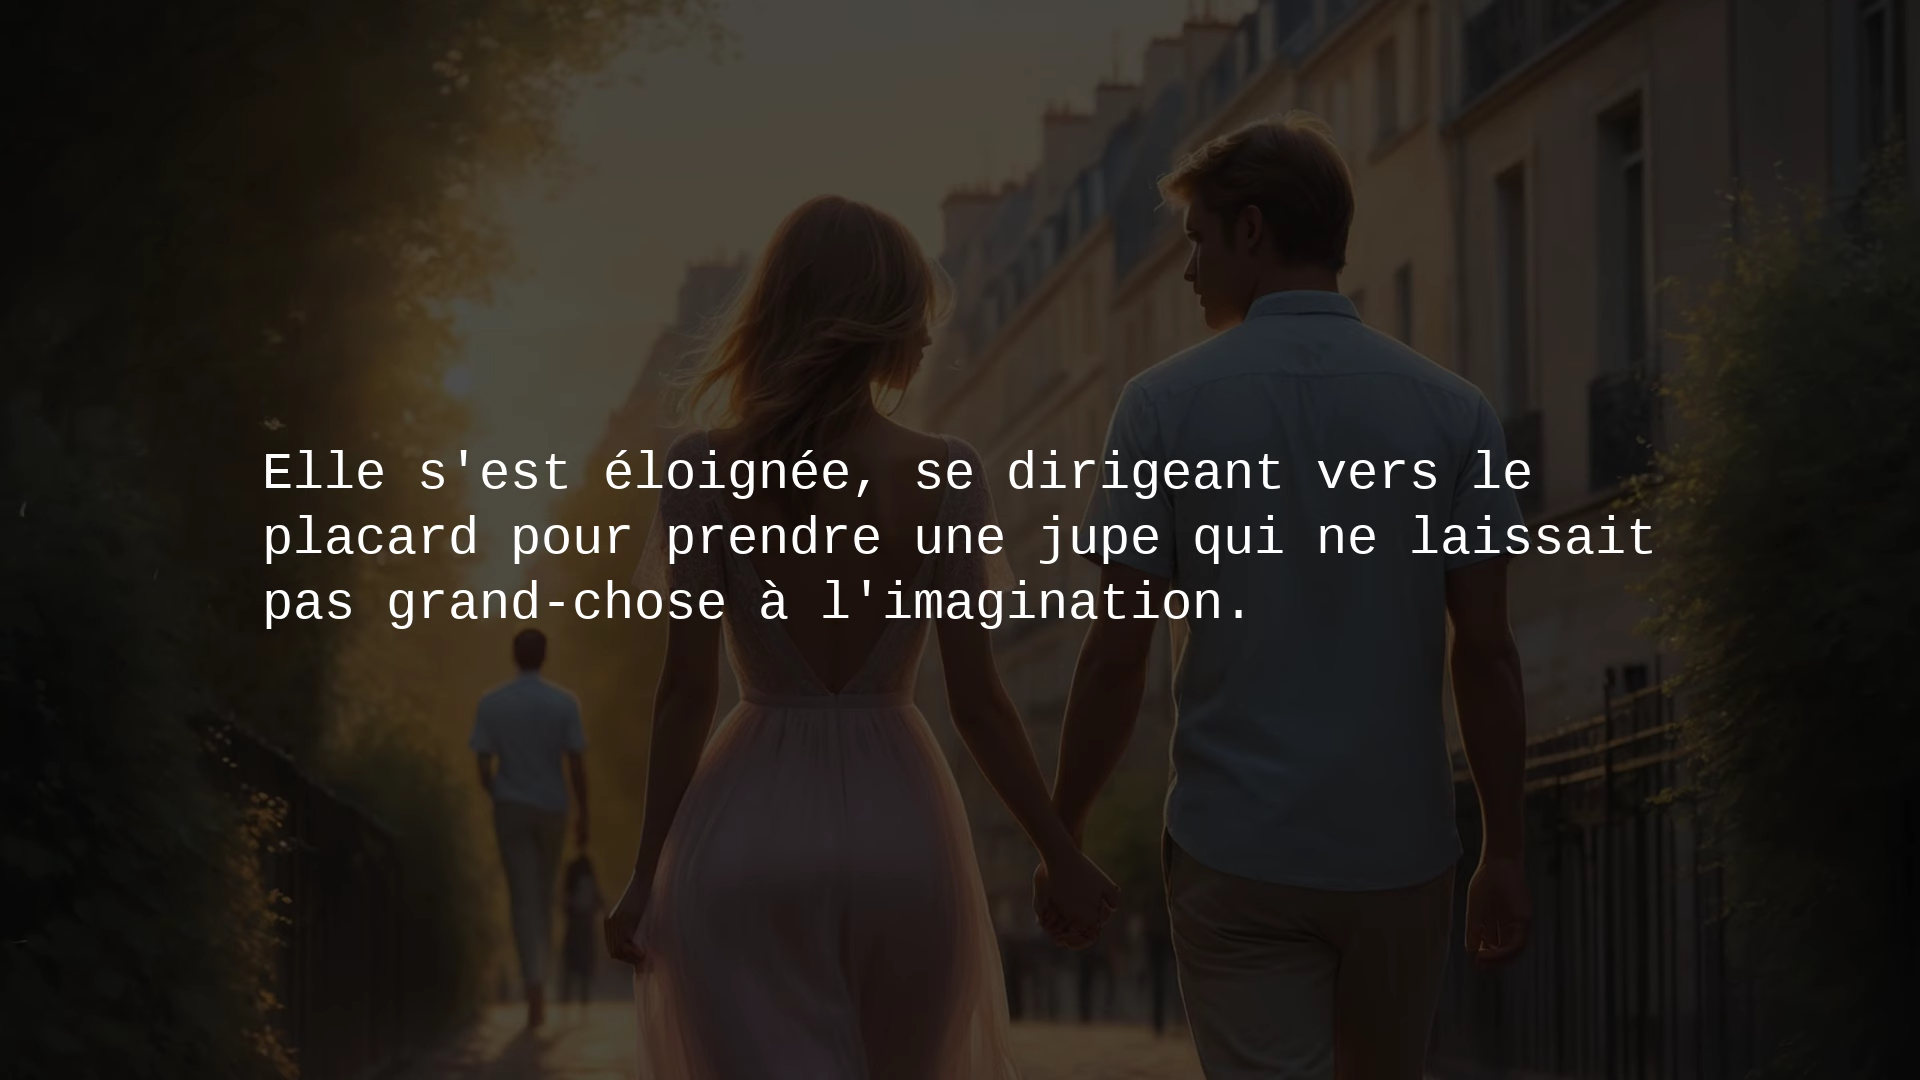 Elle s'est éloignée, se dirigeant vers le
placard pour prendre une jupe qui ne laissait
pas grand-chose à l'imagination.